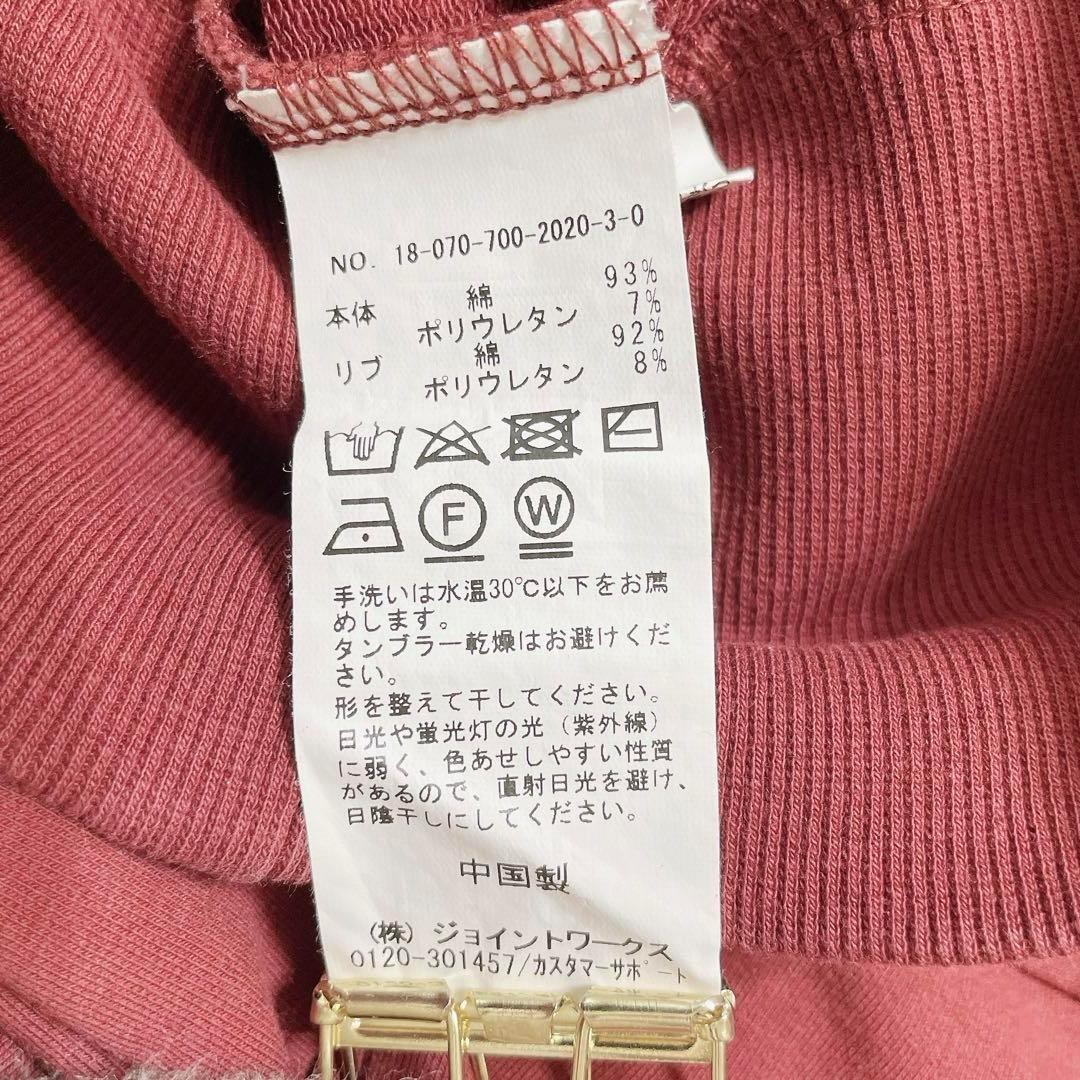 NO. 18-070-700-2020-3-0
本体 綿 93%
ポリウレタン 7%
リブ 綿 92%
ポリウレタン 8%
F W
手洗いは水温30℃以下をお薦
めします。
タンブラー乾燥はお避けくだ
さい。
形を整えて干してください。
日光や蛍光灯の光（紫外線）
に弱く、色あせしやすい性質
があるので、直射日光を避け、
日陰干しにしてください。
中国製
（株）ジョイントワークス
0120-301457/カスタマーサポート